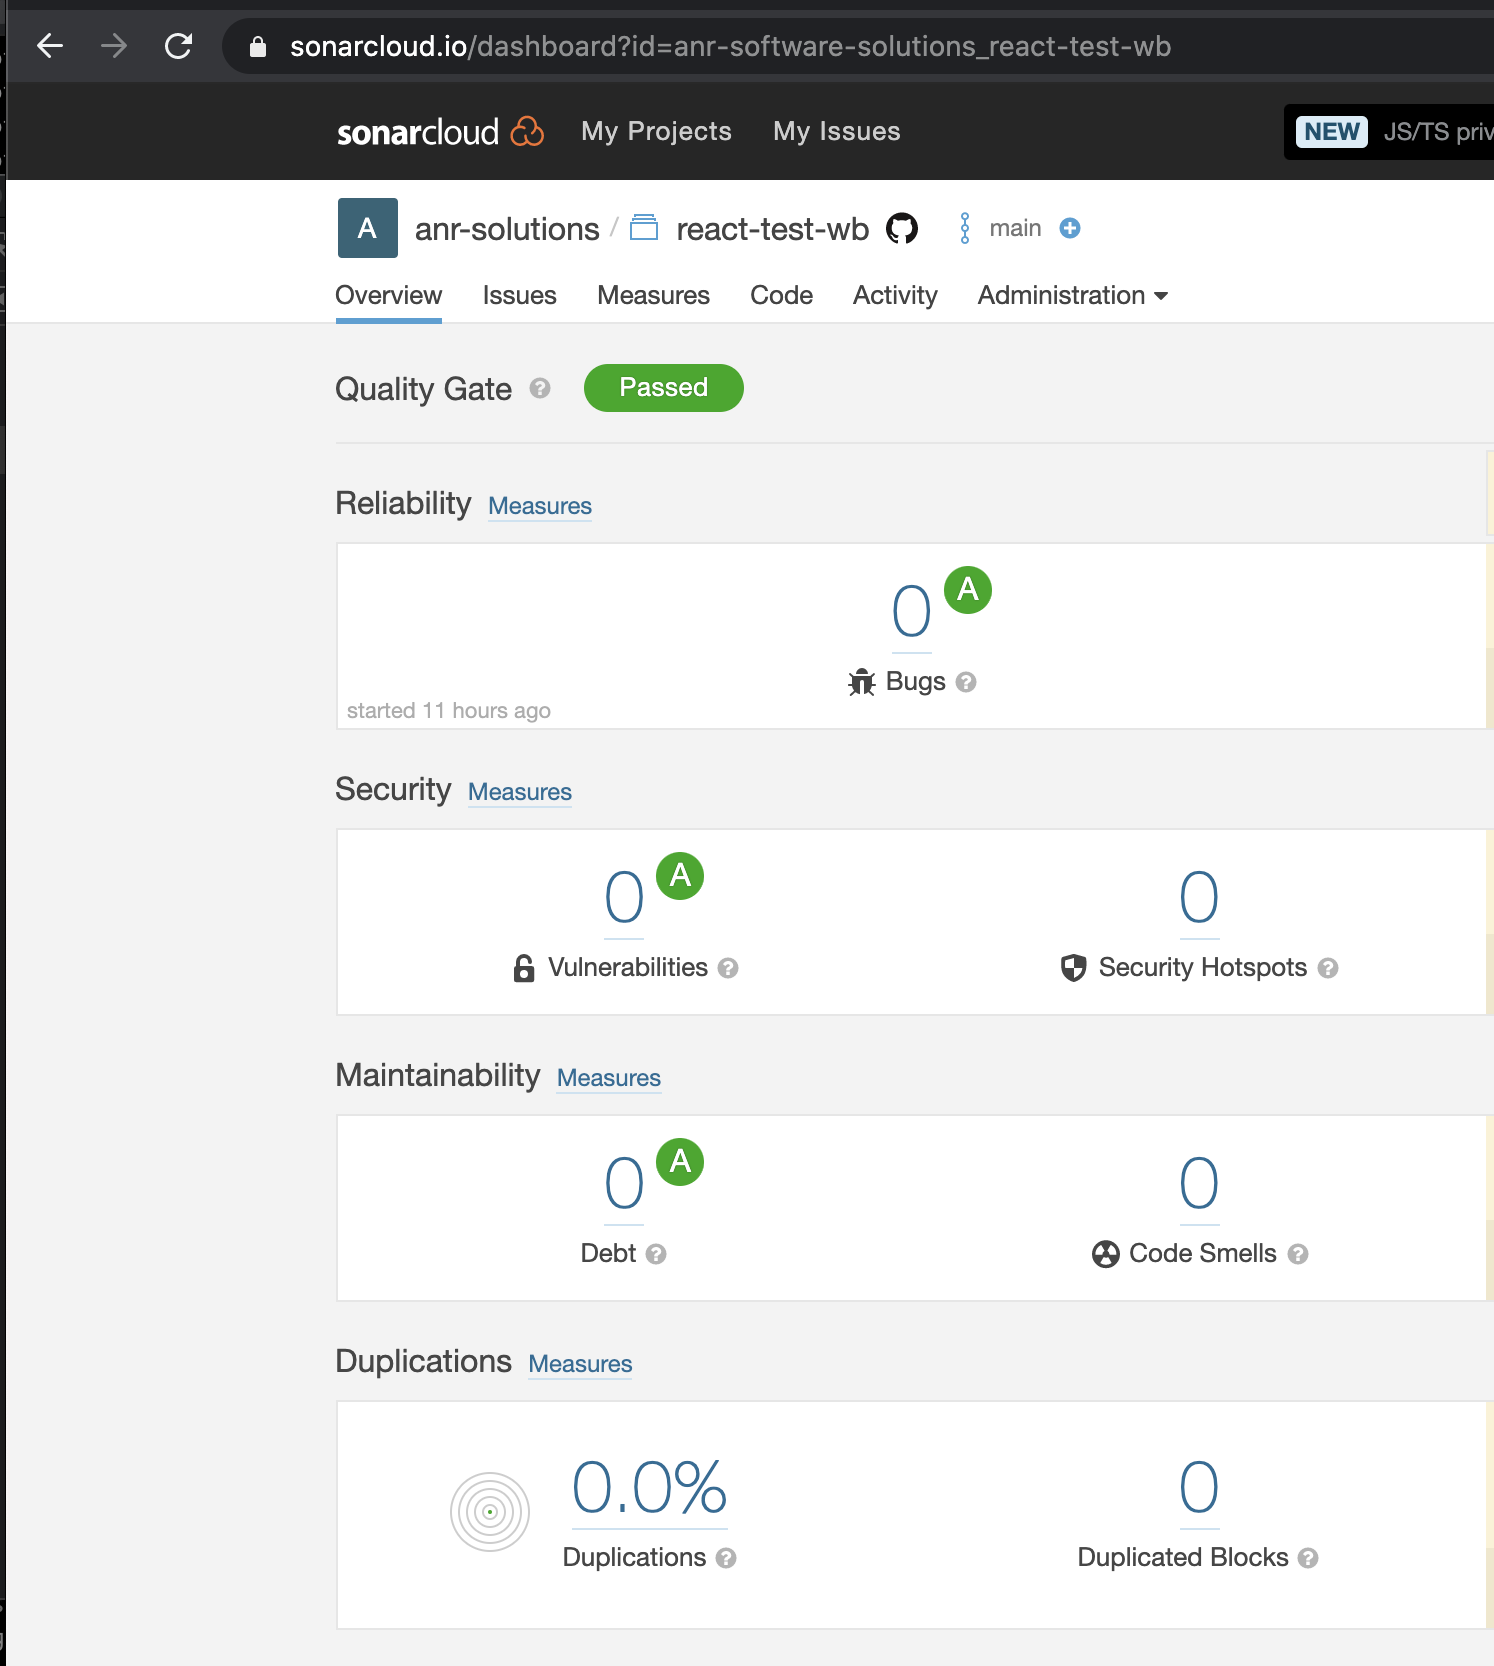 sonarcloud.io/dashboard?id=anr-software-solutions_react-test-wb
sonarcloud My Projects My Issues NEW JS/TS priv
A anr-solutions / react-test-wb main
Overview Issues Measures Code Activity Administration
Quality Gate ? Passed
Reliability Measures
0 A
Bugs ?
started 11 hours ago
Security Measures
0 A 0
Vulnerabilities ? Security Hotspots ?
Maintainability Measures
0 A 0
Debt ? Code Smells ?
Duplications Measures
0.0% 0
Duplications ? Duplicated Blocks ?